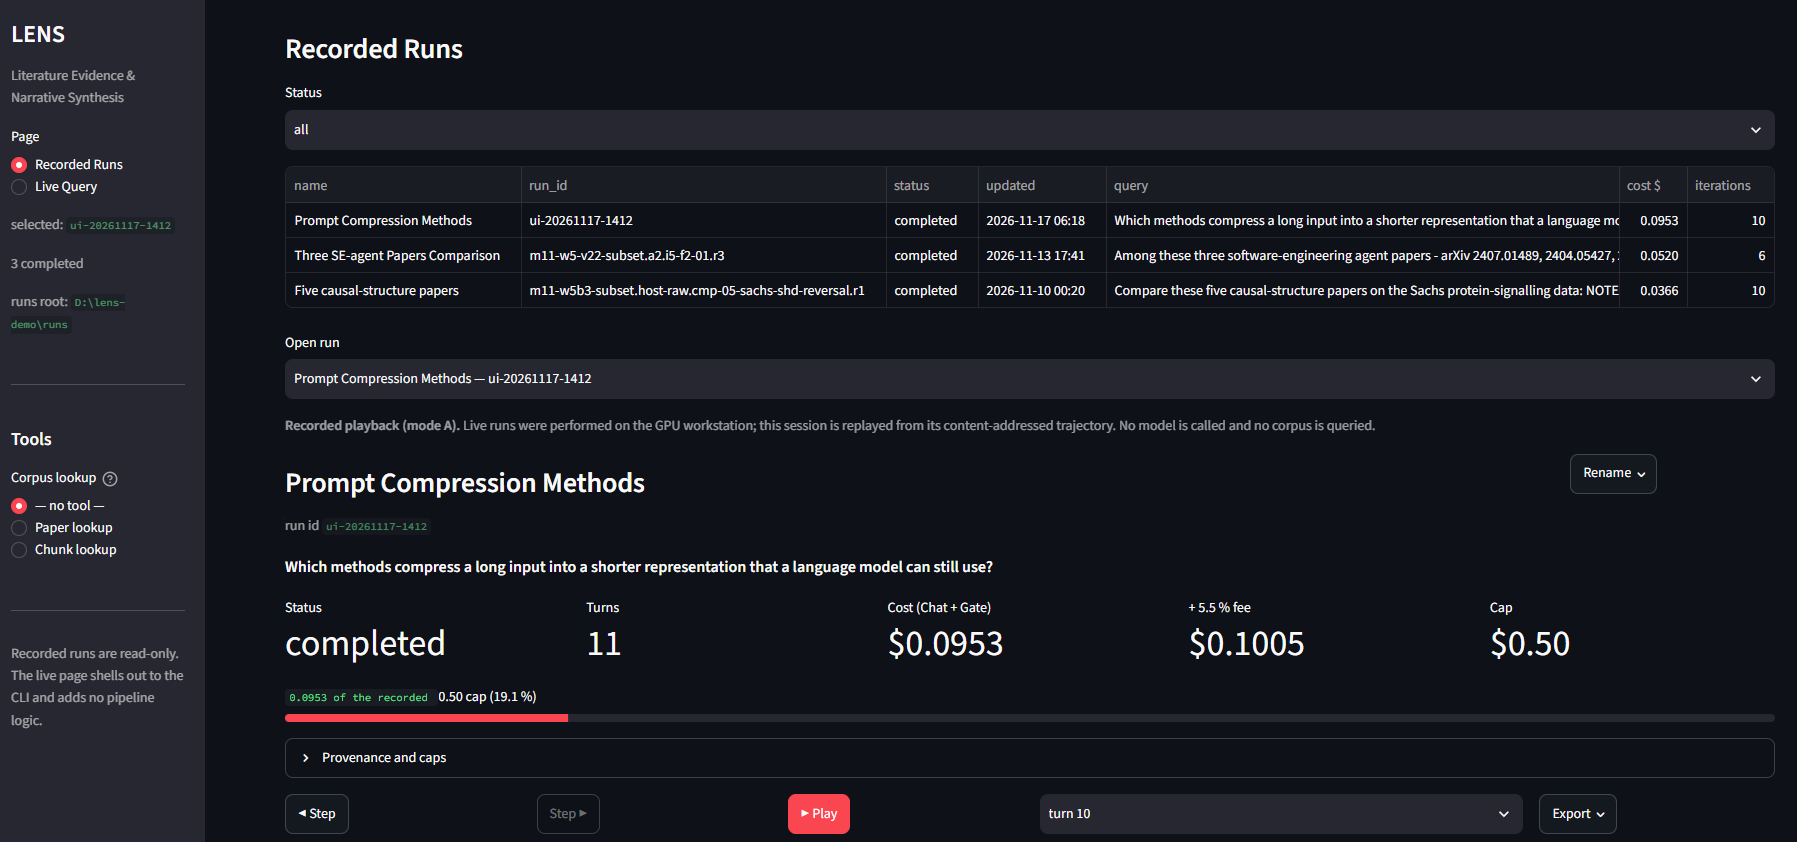 LENS
Literature Evidence &
Narrative Synthesis
Page
Recorded Runs
Live Query
selected: ui-20261117-1412
3 completed
runs root: D:\lens-
demo\runs
Tools
Corpus lookup ?
— no tool —
Paper lookup
Chunk lookup
Recorded runs are read-only.
The live page shells out to the
CLI and adds no pipeline
logic.
Recorded Runs
Status
all
name run_id status updated query cost $ iterations
Prompt Compression Methods ui-20261117-1412 completed 2026-11-17 06:18 Which methods compress a long input into a shorter representation that a language 0.0953 10
Three SE-agent Papers Comparison m11-w5-v22-subset.a2.i5-f2-01.r3 completed 2026-11-13 17:41 Among these three software-engineering agent papers - arXiv 2407.01489, 2404.05427, 0.0520 6
Five causal-structure papers m11-w5b3-subset.host-raw.cmp-05-sachs-shd-reversal.r1 completed 2026-11-10 00:20 Compare these five causal-structure papers on the Sachs protein-signalling data: NOTE 0.0366 10
Open run
Prompt Compression Methods — ui-20261117-1412
Recorded playback (mode A). Live runs were performed on the GPU workstation; this session is replayed from its content-addressed trajectory. No model is called and no corpus is queried.
Prompt Compression Methods
Rename
run id ui-20261117-1412
Which methods compress a long input into a shorter representation that a language model can still use?
Status Turns Cost (Chat + Gate) + 5.5 % fee Cap
completed 11 $0.0953 $0.1005 $0.50
0.0953 of the recorded 0.50 cap (19.1 %)
Provenance and caps
◄ Step Step ► ► Play turn 10 Export